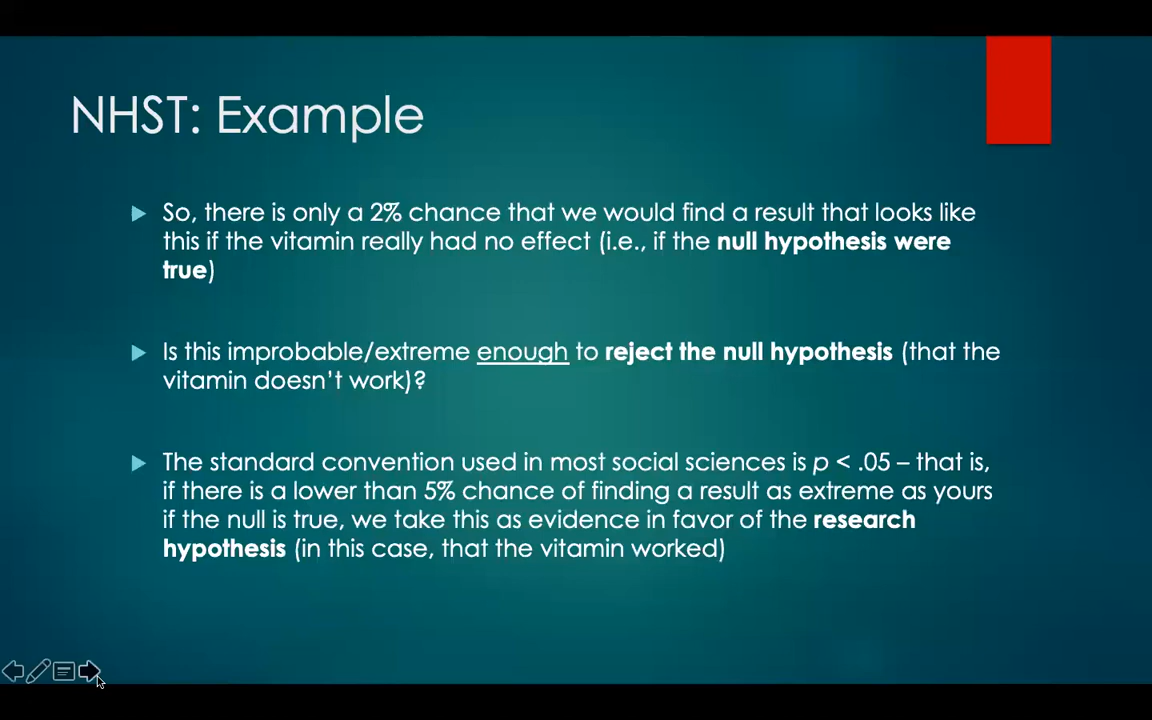 NHST: Example
So, there is only a 2% chance that we would find a result that looks like
this if the vitamin really had no effect (i.e., if the null hypothesis were
true)
Is this improbable/extreme enough to reject the null hypothesis (that the
vitamin doesn’t work)?
The standard convention used in most social sciences is p < .05 – that is,
if there is a lower than 5% chance of finding a result as extreme as yours
if the null is true, we take this as evidence in favor of the research
hypothesis (in this case, that the vitamin worked)